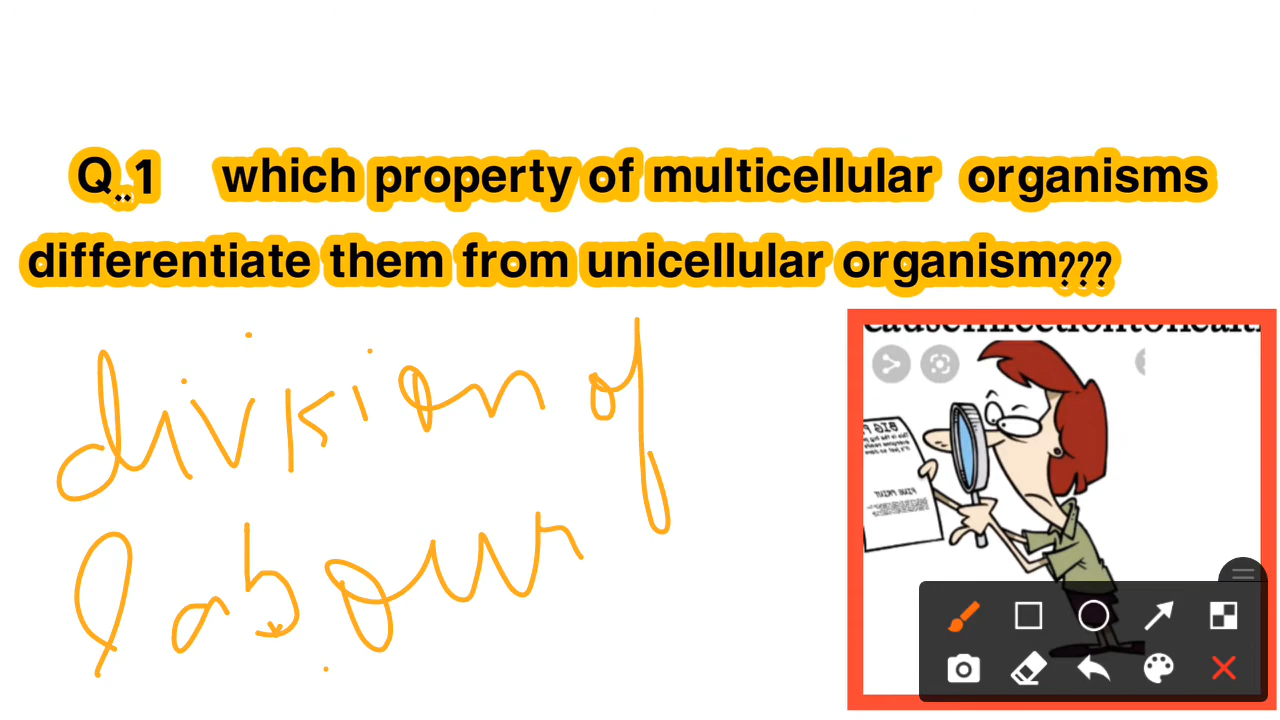 Q..1 which property of multicellular organisms
differentiate them from unicellular organism???
division of
labour